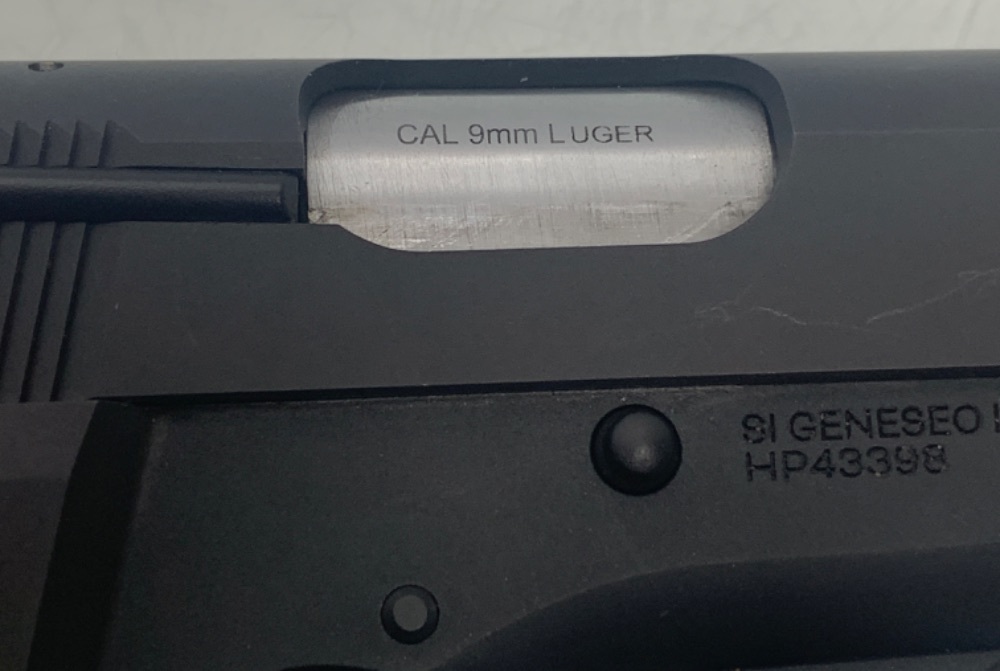 CAL 9mm LUGER
SI GENESEO
HP43398